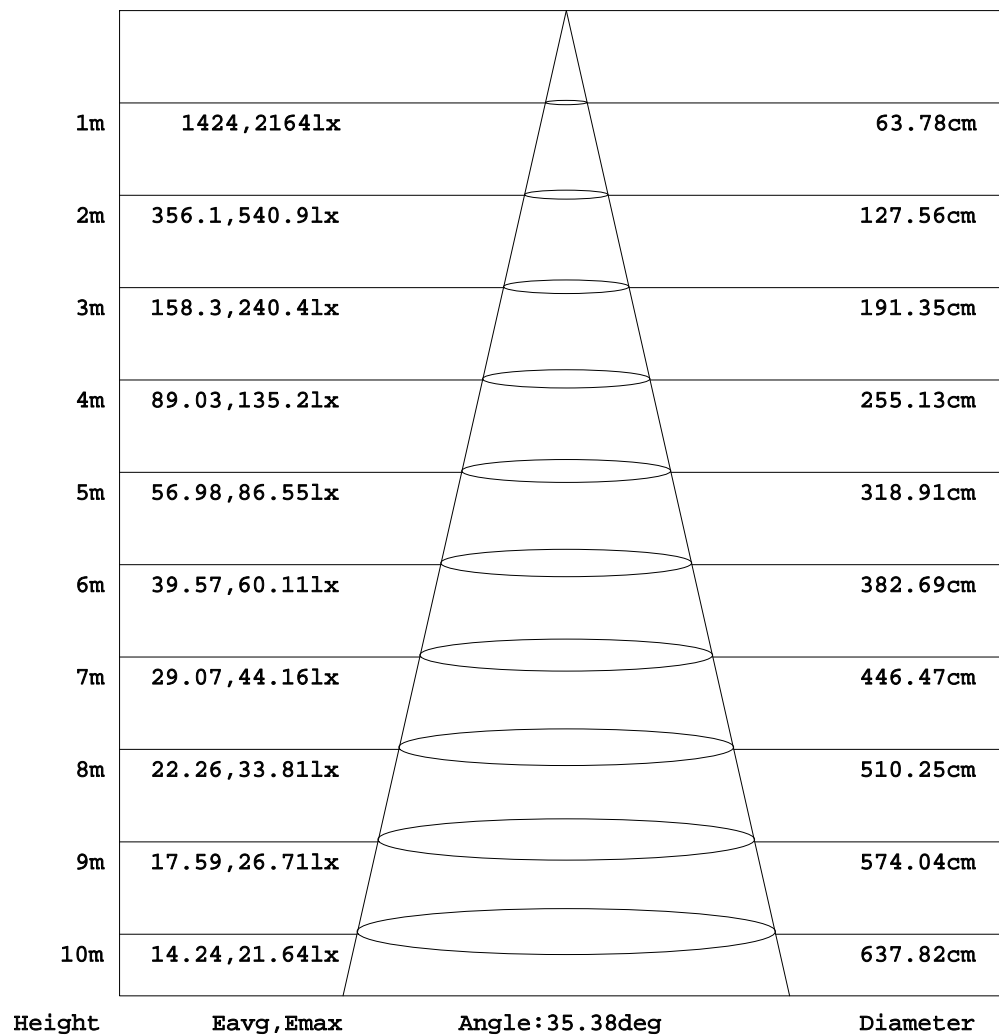 1m 1424,2164lx 63.78cm
2m 356.1,540.9lx 127.56cm
3m 158.3,240.4lx 191.35cm
4m 89.03,135.2lx 255.13cm
5m 56.98,86.55lx 318.91cm
6m 39.57,60.11lx 382.69cm
7m 29.07,44.16lx 446.47cm
8m 22.26,33.81lx 510.25cm
9m 17.59,26.71lx 574.04cm
10m 14.24,21.64lx 637.82cm
Height Eavg,Emax Angle:35.38deg Diameter